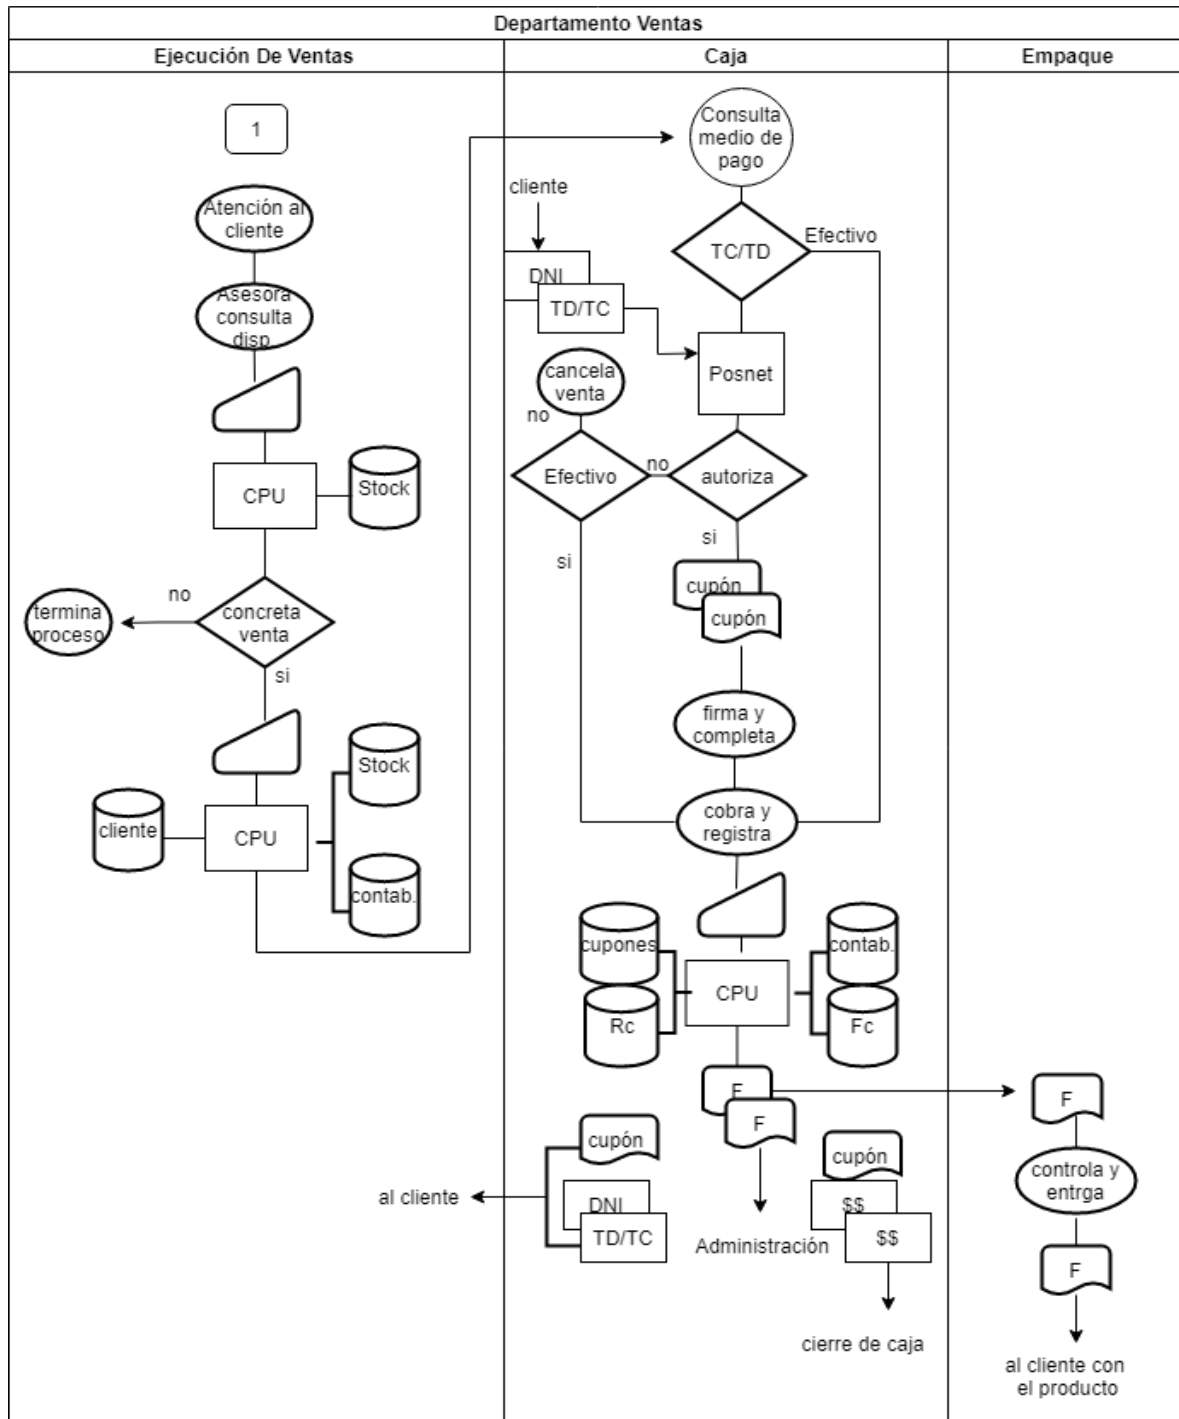 Departamento Ventas
Ejecución De Ventas
Caja
Empaque
1
Atención al
cliente
Asesora
consulta
disp
CPU
Stock
concreta
venta
no
termina
proceso
si
Stock
cliente
CPU
contab.
Consulta
medio de
pago
cliente
DNI
TD/TC
TC/TD
Efectivo
Posnet
cancela
venta
no
Efectivo
no
autoriza
si
si
cupón
cupón
firma y
completa
cobra y
registra
cupones
contab.
CPU
Rc
Fc
F
F
cupón
al cliente
DNI
TD/TC
Administración
cupón
$$
$$
cierre de caja
F
controla y
entrga
F
al cliente con
el producto